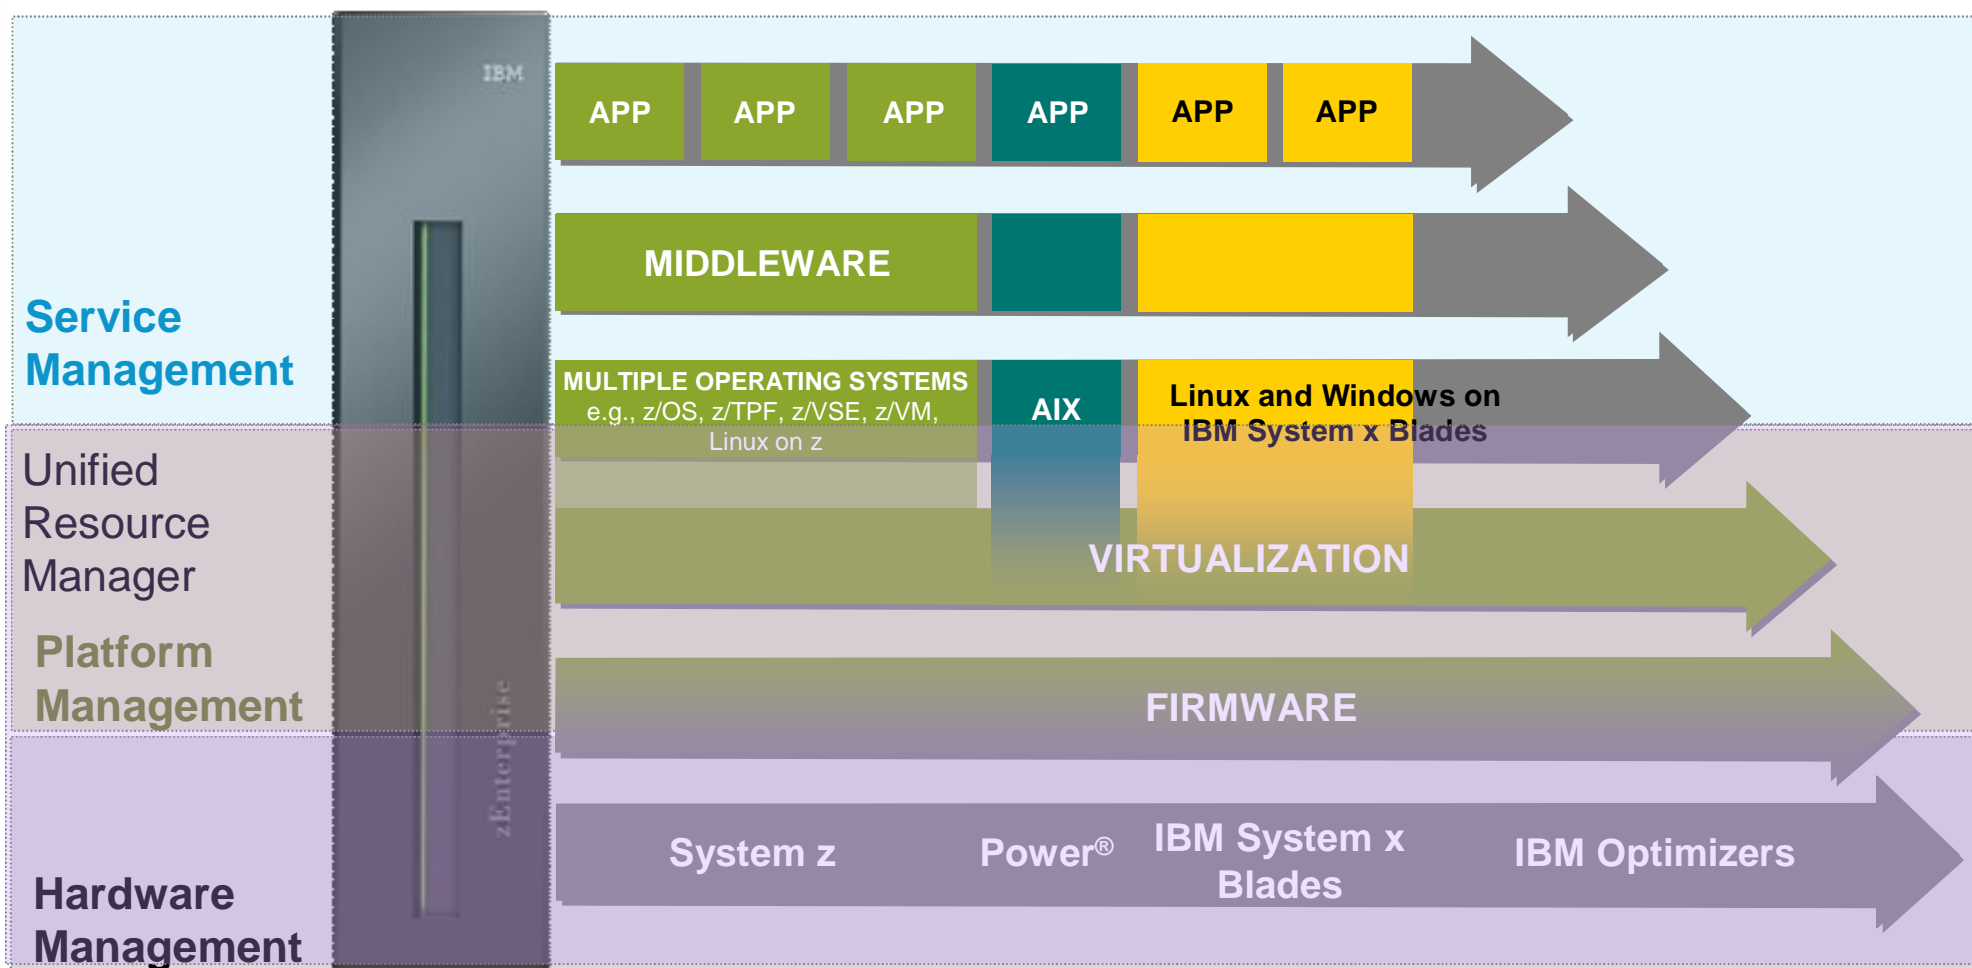 IBM
APP APP APP APP APP APP
MIDDLEWARE
Service
Management
MULTIPLE OPERATING SYSTEMS
e.g., z/OS, z/TPF, z/VSE, z/VM,
Linux on z
AIX
Linux and Windows on
IBM System x Blades
Unified
Resource
Manager
VIRTUALIZATION
Platform
Management
FIRMWARE
zEnterprise
System z
Power®
IBM System x
Blades
IBM Optimizers
Hardware
Management